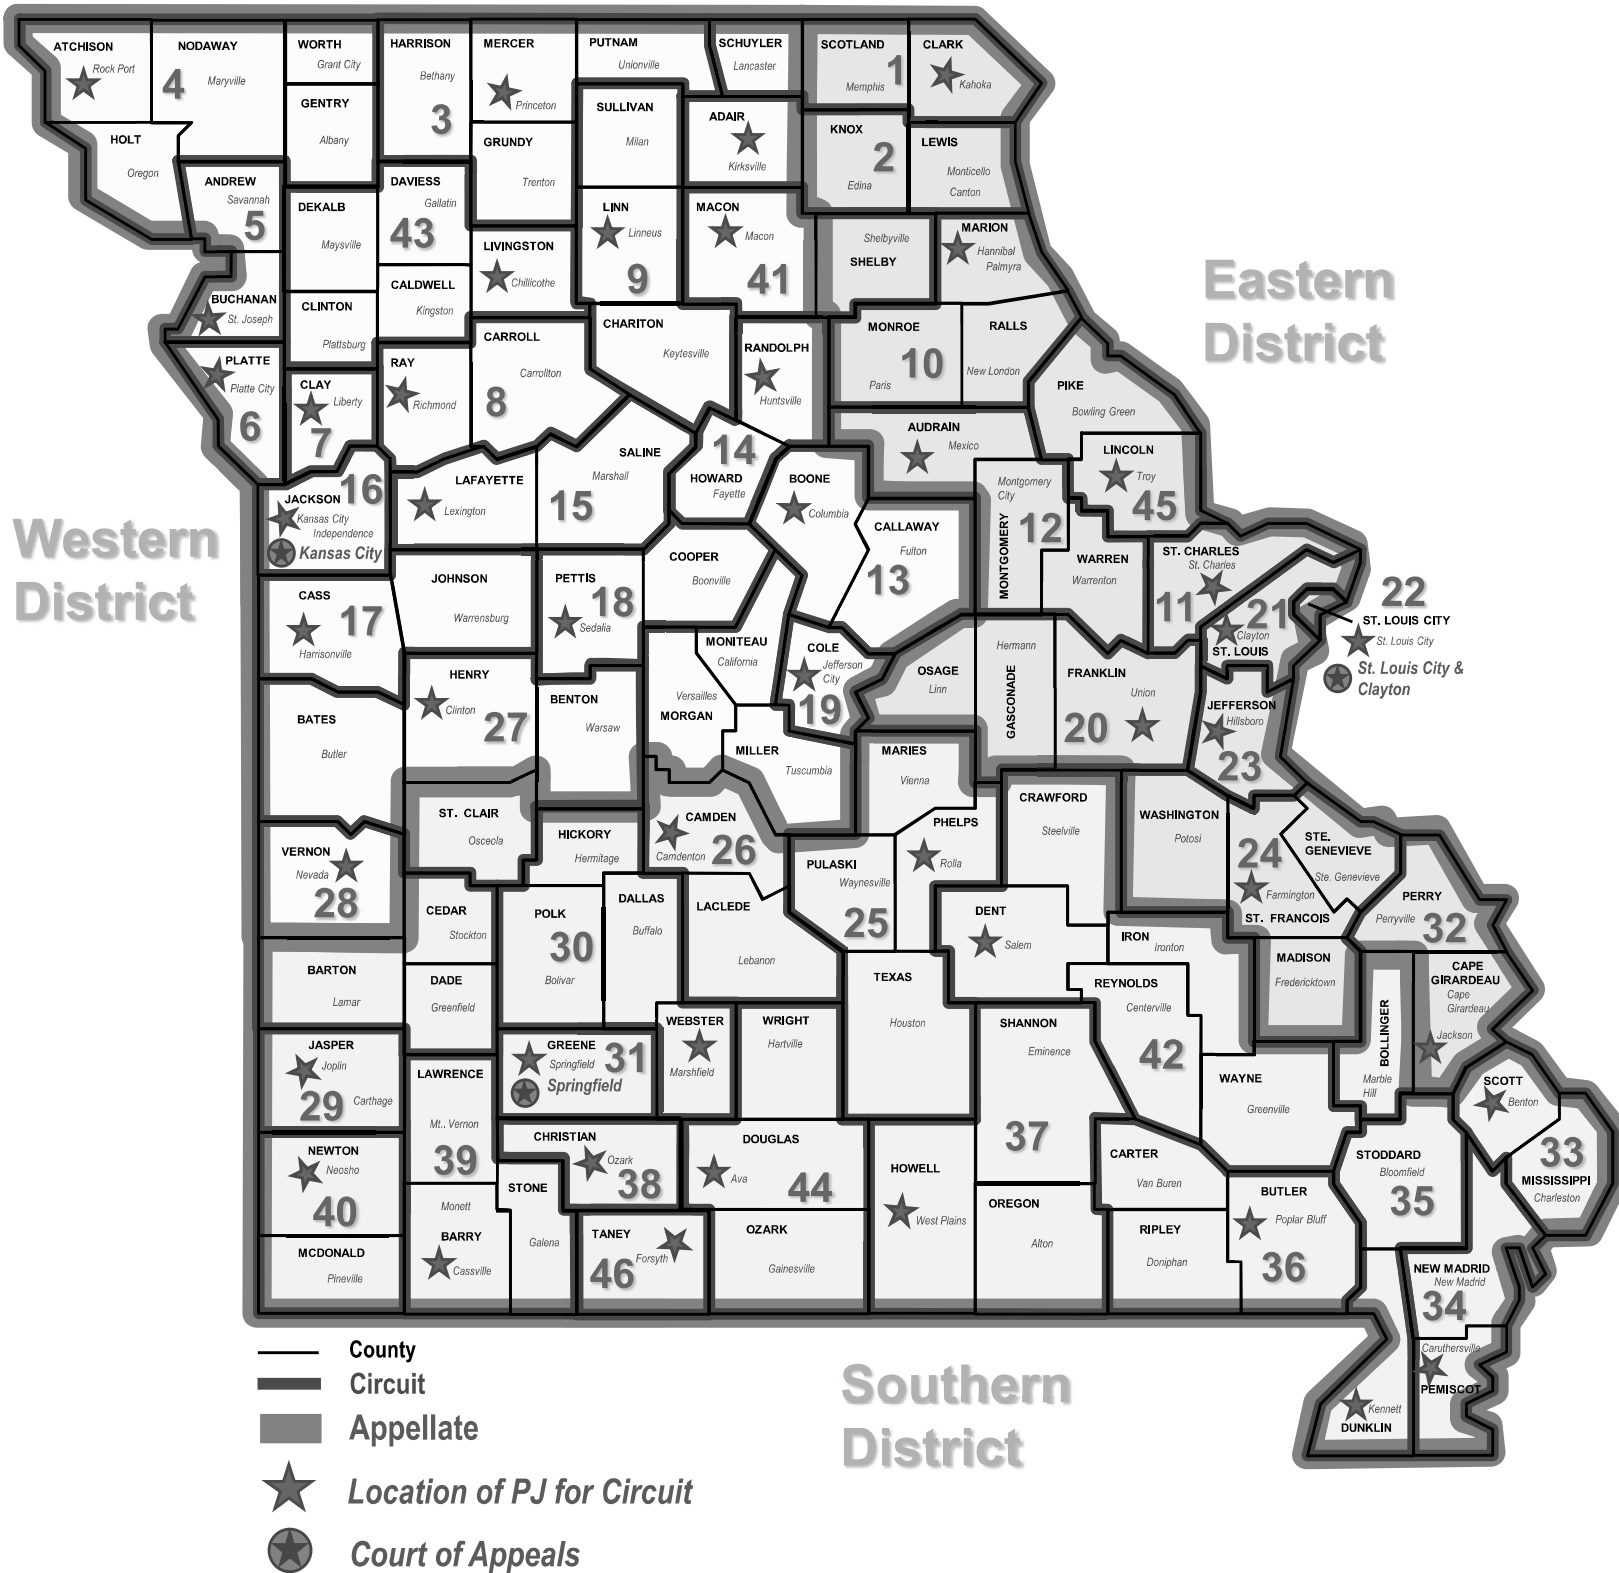 ATCHISON
Rock Port
NODAWAY
4
Maryville
WORTH
Grant City
HARRISON
Bethany
3
MERCER
Princeton
PUTNAM
Unionville
SCHUYLER
Lancaster
SCOTLAND
1
Memphis
CLARK
Kahoka
HOLT
Oregon
GENTRY
Albany
GRUNDY
Trenton
SULLIVAN
Milan
ADAIR
Kirksville
KNOX
2
Edina
LEWIS
Monticello
Canton
ANDREW
Savannah
5
DEKALB
Maysville
DAVIESS
Gallatin
43
LIVINGSTON
Chillicothe
LINN
Linneus
9
MACON
Macon
41
Shelbyville
SHELBY
MARION
Hannibal
Palmyra
Eastern
District
BUCHANAN
St. Joseph
CLINTON
Plattsburg
CALDWELL
Kingston
CARROLL
Carrollton
8
CHARITON
Keytesville
RANDOLPH
Huntsville
MONROE
10
Paris
RALLS
New London
PIKE
Bowling Green
PLATTE
Platte City
6
CLAY
Liberty
7
RAY
Richmond
AUDRAIN
Mexico
LINCOLN
Troy
45
Western
District
JACKSON
16
Kansas City
Independence
Kansas City
LAFAYETTE
Lexington
SALINE
Marshall
15
14
HOWARD
Fayette
BOONE
Columbia
CALLAWAY
Fulton
13
Montgomery
City
MONTGOMERY
12
WARREN
Warrenton
ST. CHARLES
St. Charles
11
21
Clayton
ST. LOUIS
22
ST. LOUIS CITY
St. Louis City
St. Louis City &
Clayton
CASS
17
Harrisonville
JOHNSON
Warrensburg
PETTIS
18
Sedalia
COOPER
Boonville
MONITEAU
California
COLE
Jefferson
City
19
OSAGE
Linn
Hermann
GASCONADE
FRANKLIN
Union
20
JEFFERSON
Hillsboro
23
BATES
Butler
HENRY
Clinton
27
BENTON
Warsaw
Versailles
MORGAN
MILLER
Tuscumbia
MARIES
Vienna
VERNON
Nevada
28
ST. CLAIR
Osceola
HICKORY
Hermitage
CAMDEN
26
Camdenton
PULASKI
Waynesville
25
PHELPS
Rolla
CRAWFORD
Steelville
WASHINGTON
Potosi
24
Farmington
ST. FRANCOIS
STE.
GENEVIEVE
Ste. Genevieve
PERRY
Perryville
32
CEDAR
Stockton
POLK
30
Bolivar
DALLAS
Buffalo
LACLEDE
Lebanon
DENT
Salem
IRON
Ironton
MADISON
Fredericktown
BOLLINGER
Marble
Hill
CAPE
GIRARDEAU
Cape
Girardeau
Jackson
BARTON
Lamar
DADE
Greenfield
TEXAS
Houston
REYNOLDS
Centerville
42
JASPER
Joplin
29
Carthage
LAWRENCE
Mt.. Vernon
39
GREENE
31
Springfield
Springfield
WEBSTER
Marshfield
WRIGHT
Hartville
SHANNON
Eminence
37
WAYNE
Greenville
SCOTT
Benton
NEWTON
Neosho
40
CHRISTIAN
Ozark
38
DOUGLAS
Ava
44
HOWELL
West Plains
CARTER
Van Buren
STODDARD
Bloomfield
35
33
MISSISSIPPI
Charleston
MCDONALD
Pineville
Monett
BARRY
Cassville
STONE
Galena
TANEY
Forsyth
46
OZARK
Gainesville
OREGON
Alton
RIPLEY
Doniphan
BUTLER
Poplar Bluff
36
NEW MADRID
New Madrid
34
Caruthersville
PEMISCOT
Kennett
DUNKLIN
Southern
District
County
Circuit
Appellate
Location of PJ for Circuit
Court of Appeals